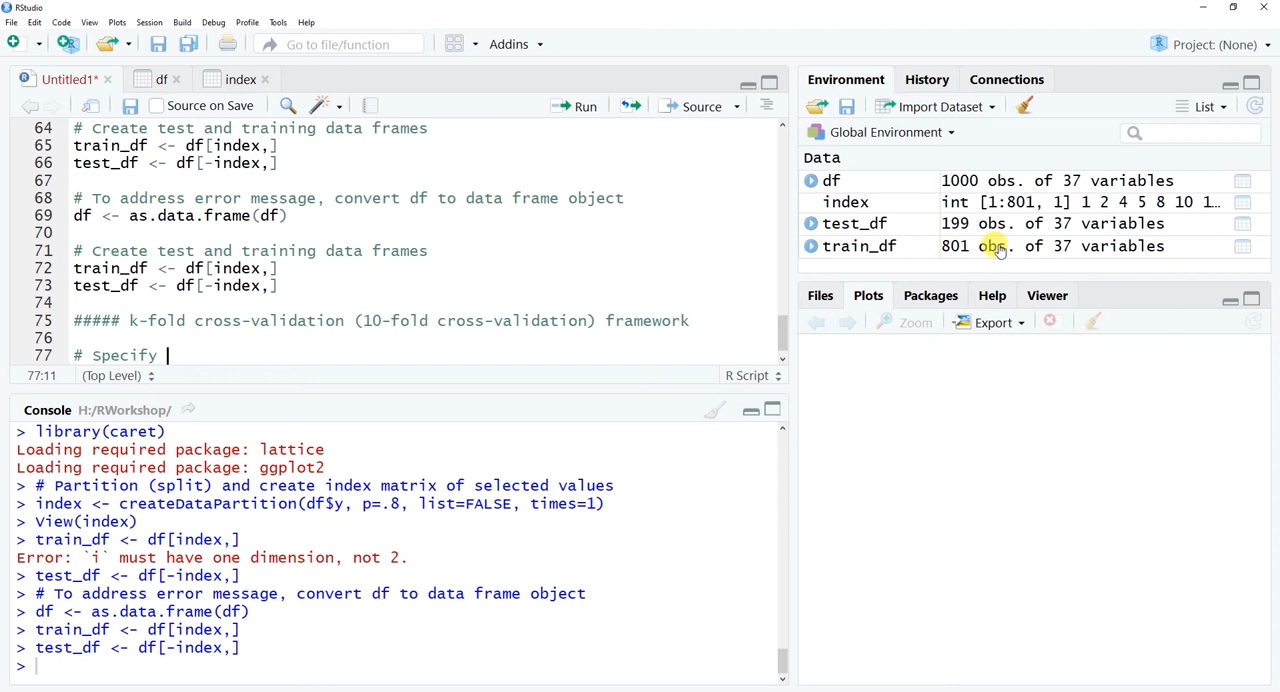 RStudio
File Edit Code View Plots Session Build Debug Profile Tools Help
Go to file/function Addins Project: (None)
Untitled1* df index
Source on Save Run Source
64 # Create test and training data frames
65 train_df <- df[index,]
66 test_df <- df[-index,]
67
68 # To address error message, convert df to data frame object
69 df <- as.data.frame(df)
70
71 # Create test and training data frames
72 train_df <- df[index,]
73 test_df <- df[-index,]
74
75 ##### k-fold cross-validation (10-fold cross-validation) framework
76
77 # Specify
77:11 (Top Level) R Script
Console H:/RWorkshop/
> library(caret)
Loading required package: lattice
Loading required package: ggplot2
> # Partition (split) and create index matrix of selected values
> index <- createDataPartition(df$y, p=.8, list=FALSE, times=1)
> View(index)
> train_df <- df[index,]
Error: `i` must have one dimension, not 2.
> test_df <- df[-index,]
> # To address error message, convert df to data frame object
> df <- as.data.frame(df)
> train_df <- df[index,]
> test_df <- df[-index,]
>
Environment History Connections
Import Dataset List
Global Environment
Data
df 1000 obs. of 37 variables
index int [1:801, 1] 1 2 4 5 8 10 1...
test_df 199 obs. of 37 variables
train_df 801 obs. of 37 variables
Files Plots Packages Help Viewer
Zoom Export